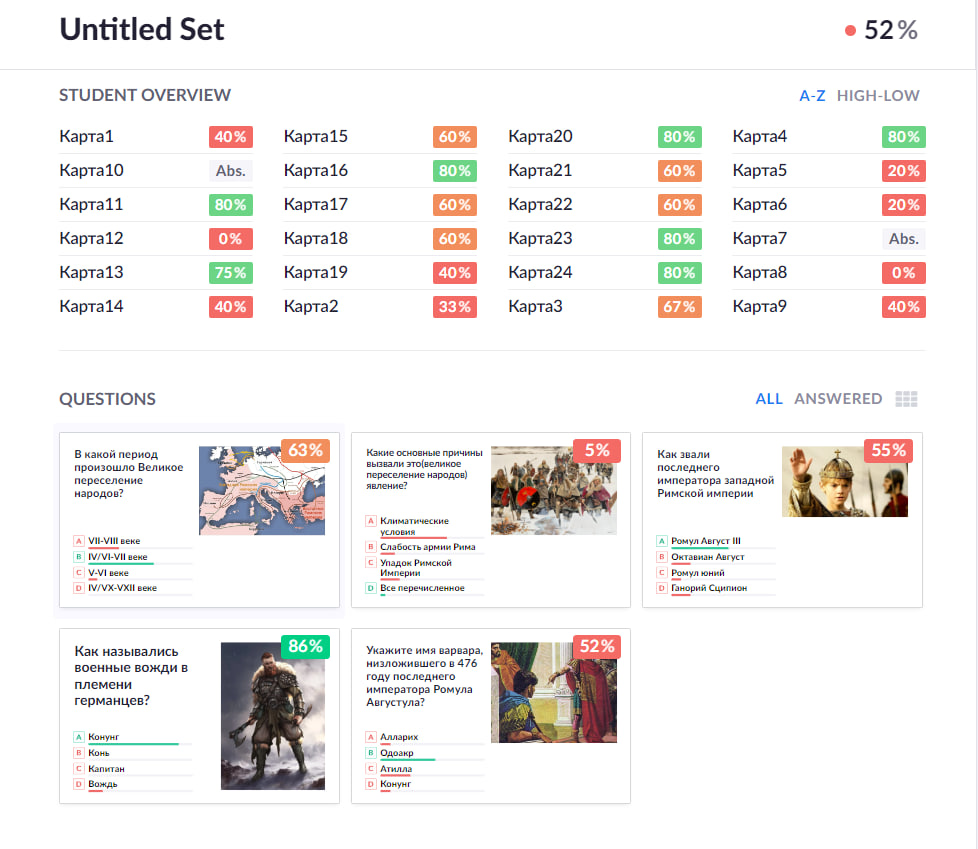 Untitled Set
52%
STUDENT OVERVIEW
A-Z HIGH-LOW
Карта1 40% Карта15 60% Карта20 80% Карта4 80%
Карта10 Abs. Карта16 80% Карта21 60% Карта5 20%
Карта11 80% Карта17 60% Карта22 60% Карта6 20%
Карта12 0% Карта18 60% Карта23 80% Карта7 Abs.
Карта13 75% Карта19 40% Карта24 80% Карта8 0%
Карта14 40% Карта2 33% Карта3 67% Карта9 40%
QUESTIONS
ALL ANSWERED
В какой период
произошло Великое
переселение
народов?
63%
A VII-VIII веке
B IV/VI-VII веке
C V-VI веке
D IV/VX-VXII веке
Какие основные причины
вызвали это(великое
переселение народов)
явление?
5%
A Климатические
условия
B Слабость армии Рима
C Упадок Римской
Империи
D Все перечисленное
Как звали
последнего
императора западной
Римской империи
55%
A Ромул Август III
B Октавиан Август
C Ромул юний
D Ганорий Сципион
Как назывались
военные вожди в
племени
германцев?
86%
A Конунг
B Конь
C Капитан
D Вождь
Укажите имя варвара,
низложившего в 476
году последнего
императора Ромула
Августула?
52%
A Алларих
B Одоакр
C Атилла
D Конунг